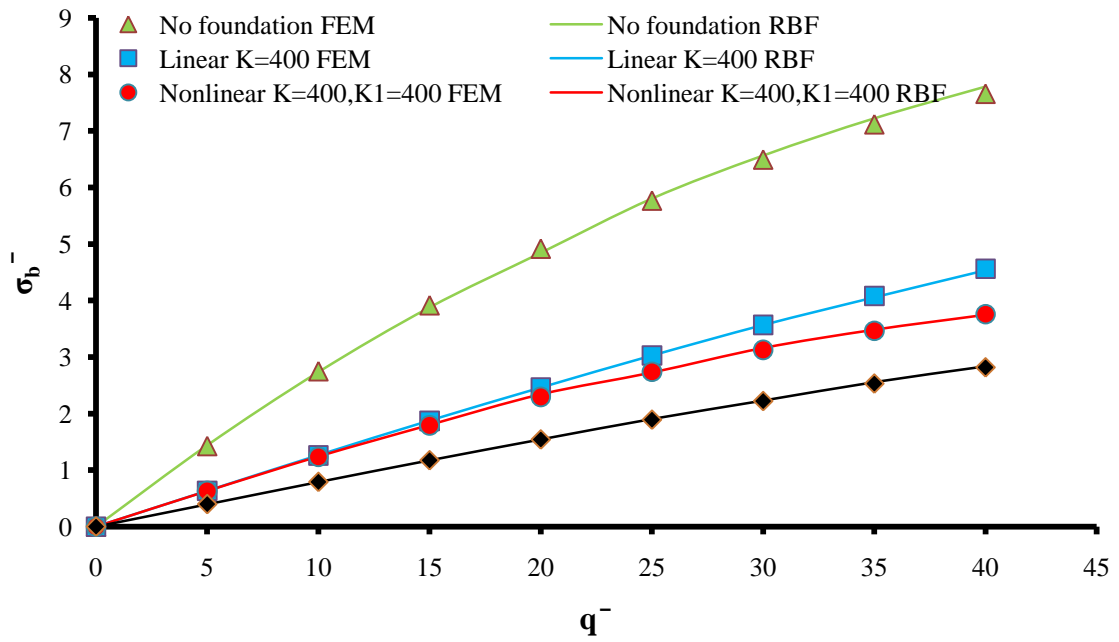 9
8
7
6
5
4
3
2
1
0
σb⁻
No foundation FEM
No foundation RBF
Linear K=400 FEM
Linear K=400 RBF
Nonlinear K=400,K1=400 FEM
Nonlinear K=400,K1=400 RBF
0 5 10 15 20 25 30 35 40 45
q⁻